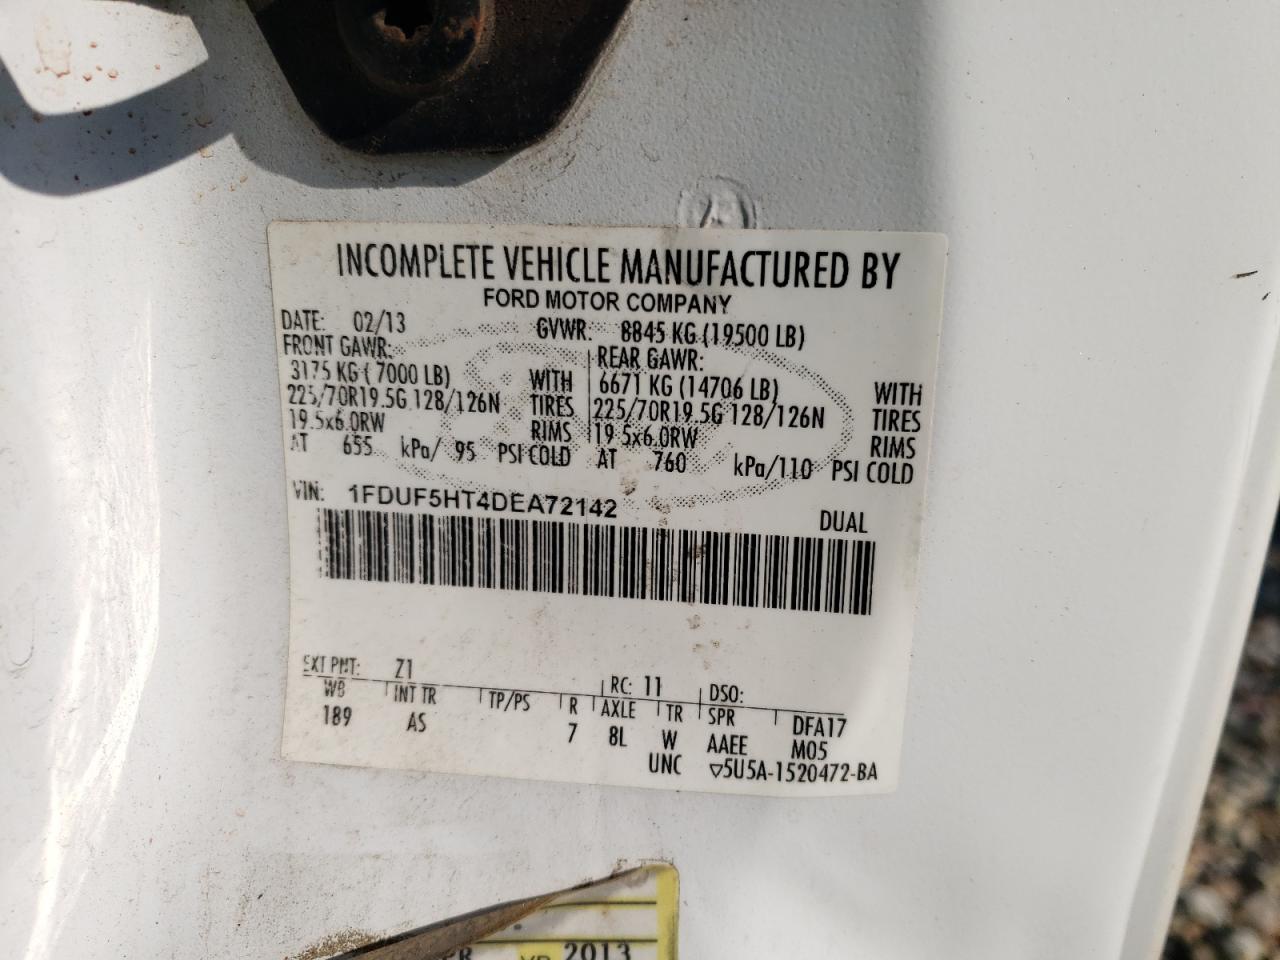 INCOMPLETE VEHICLE MANUFACTURED BY
FORD MOTOR COMPANY
DATE: 02/13 GVWR: 8845 KG (19500 LB)
FRONT GAWR: REAR GAWR:
3175 KG ( 7000 LB) WITH 6671 KG (14706 LB) WITH
225/70R19.5G 128/126N TIRES 225/70R19.5G 128/126N TIRES
19.5x6.0RW RIMS 19.5x6.0RW RIMS
AT 655 kPa/ 95 PSI COLD AT 760 kPa/110 PSI COLD
VIN: 1FDUF5HT4DEA72142 DUAL
EXT PNT: Z1 RC: 11 DSO:
WB INT TR TP/PS R AXLE TR SPR DFA17
189 AS 7 8L W AAEE M05
UNC ▽5U5A-1520472-BA
YR 2013